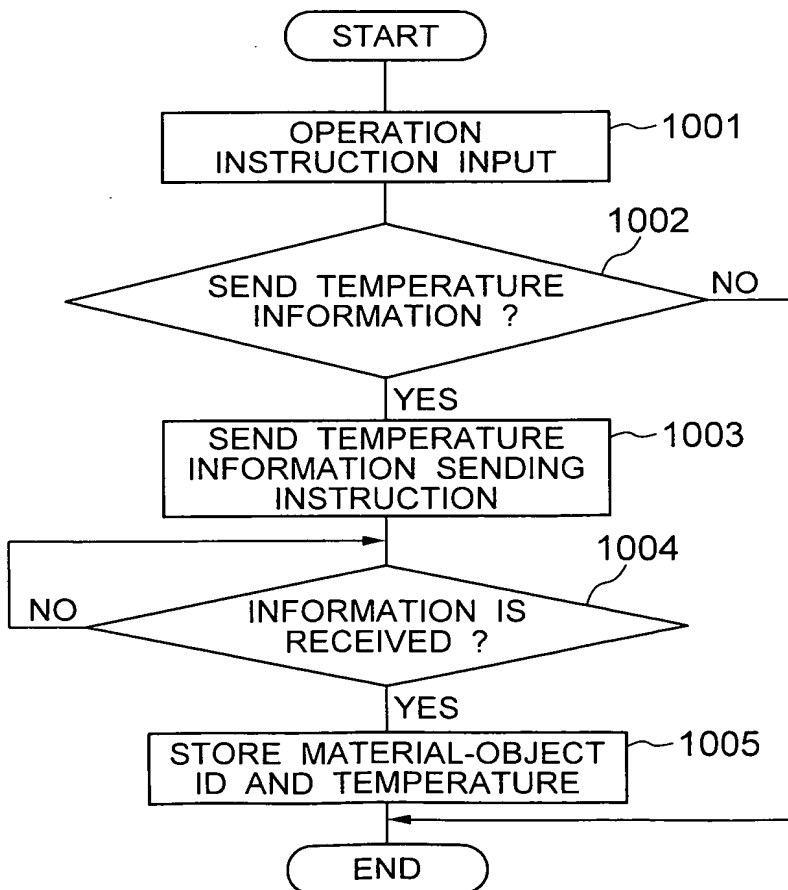 START
OPERATION
INSTRUCTION INPUT
1001
1002
SEND TEMPERATURE
INFORMATION ?
NO
YES
SEND TEMPERATURE
INFORMATION SENDING
INSTRUCTION
1003
1004
INFORMATION IS
RECEIVED ?
NO
YES
STORE MATERIAL-OBJECT
ID AND TEMPERATURE
1005
END